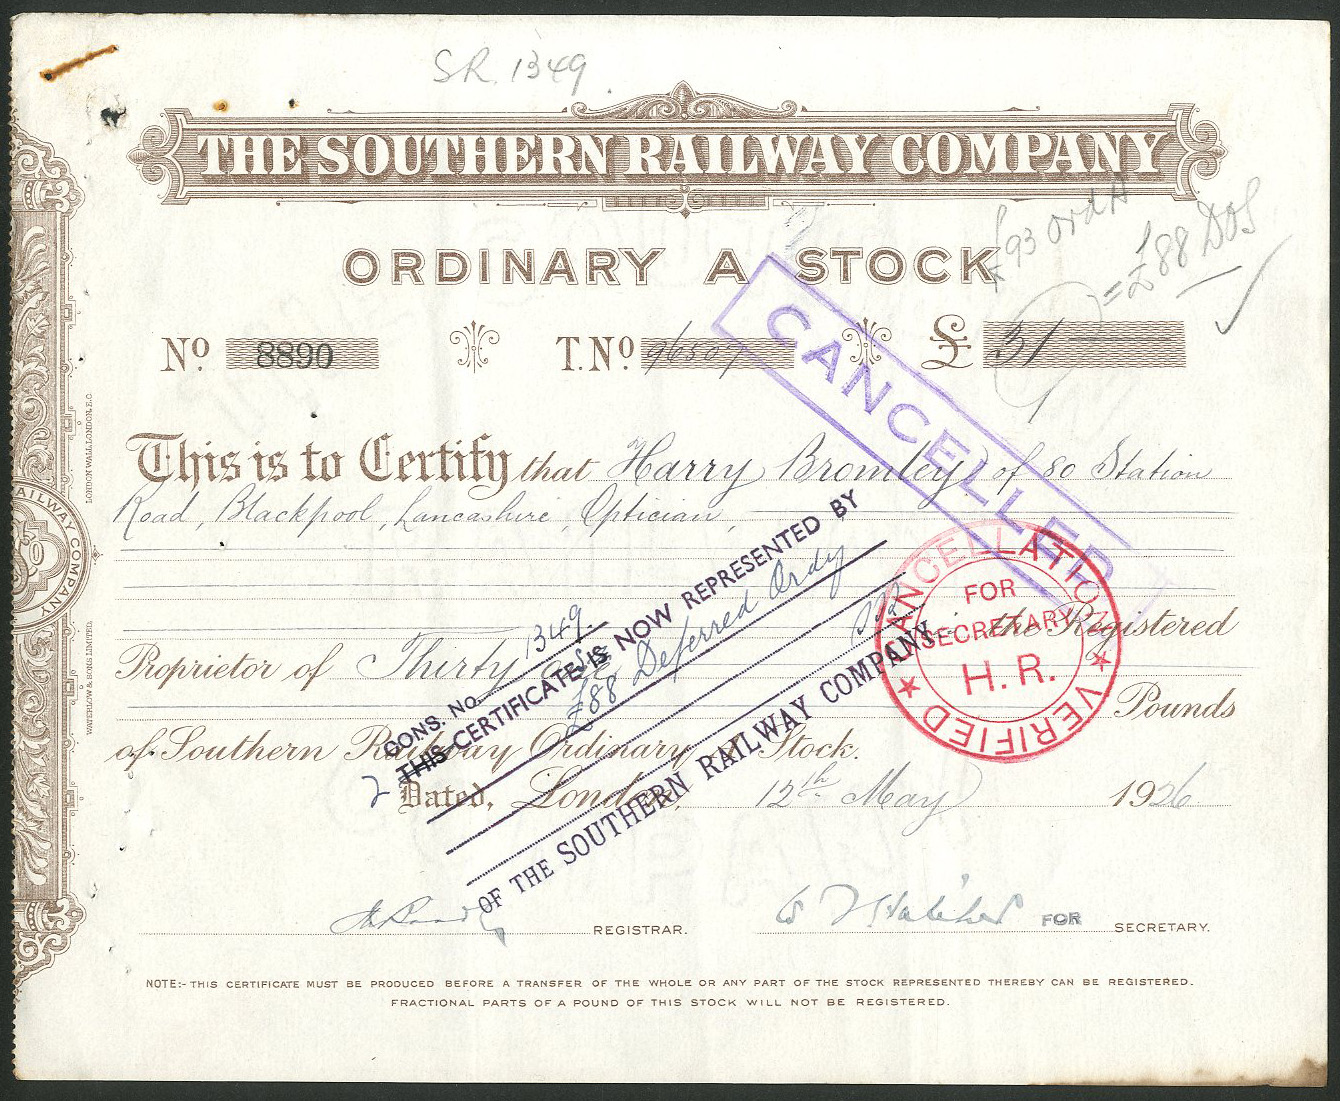 S.R. 1349
THE SOUTHERN RAILWAY COMPANY
£93 Ord A
= £88 DOS
ORDINARY A STOCK
No. 8890 T. No. 96507 £ 31
CANCELLED
This is to Certify that Harry Bromley of 80 Station
Road, Blackpool, Lancashire, Optician,
the Registered
Proprietor of Thirty one
Pounds
of Southern Railway Ordinary A Stock.
Dated, London, 12th May 1926
CONS. No. 1349
THIS CERTIFICATE IS NOW REPRESENTED BY
£88 Deferred Ordy
OF THE SOUTHERN RAILWAY COMPANY
CANCELLATION VERIFIED
FOR
SECRETARY
H. R.
REGISTRAR.
FOR SECRETARY.
NOTE:- THIS CERTIFICATE MUST BE PRODUCED BEFORE A TRANSFER OF THE WHOLE OR ANY PART OF THE STOCK REPRESENTED THEREBY CAN BE REGISTERED.
FRACTIONAL PARTS OF A POUND OF THIS STOCK WILL NOT BE REGISTERED.
RAILWAY COMPANY
LONDON WALL, LONDON, E.C
WATERLOW & SONS LIMITED.